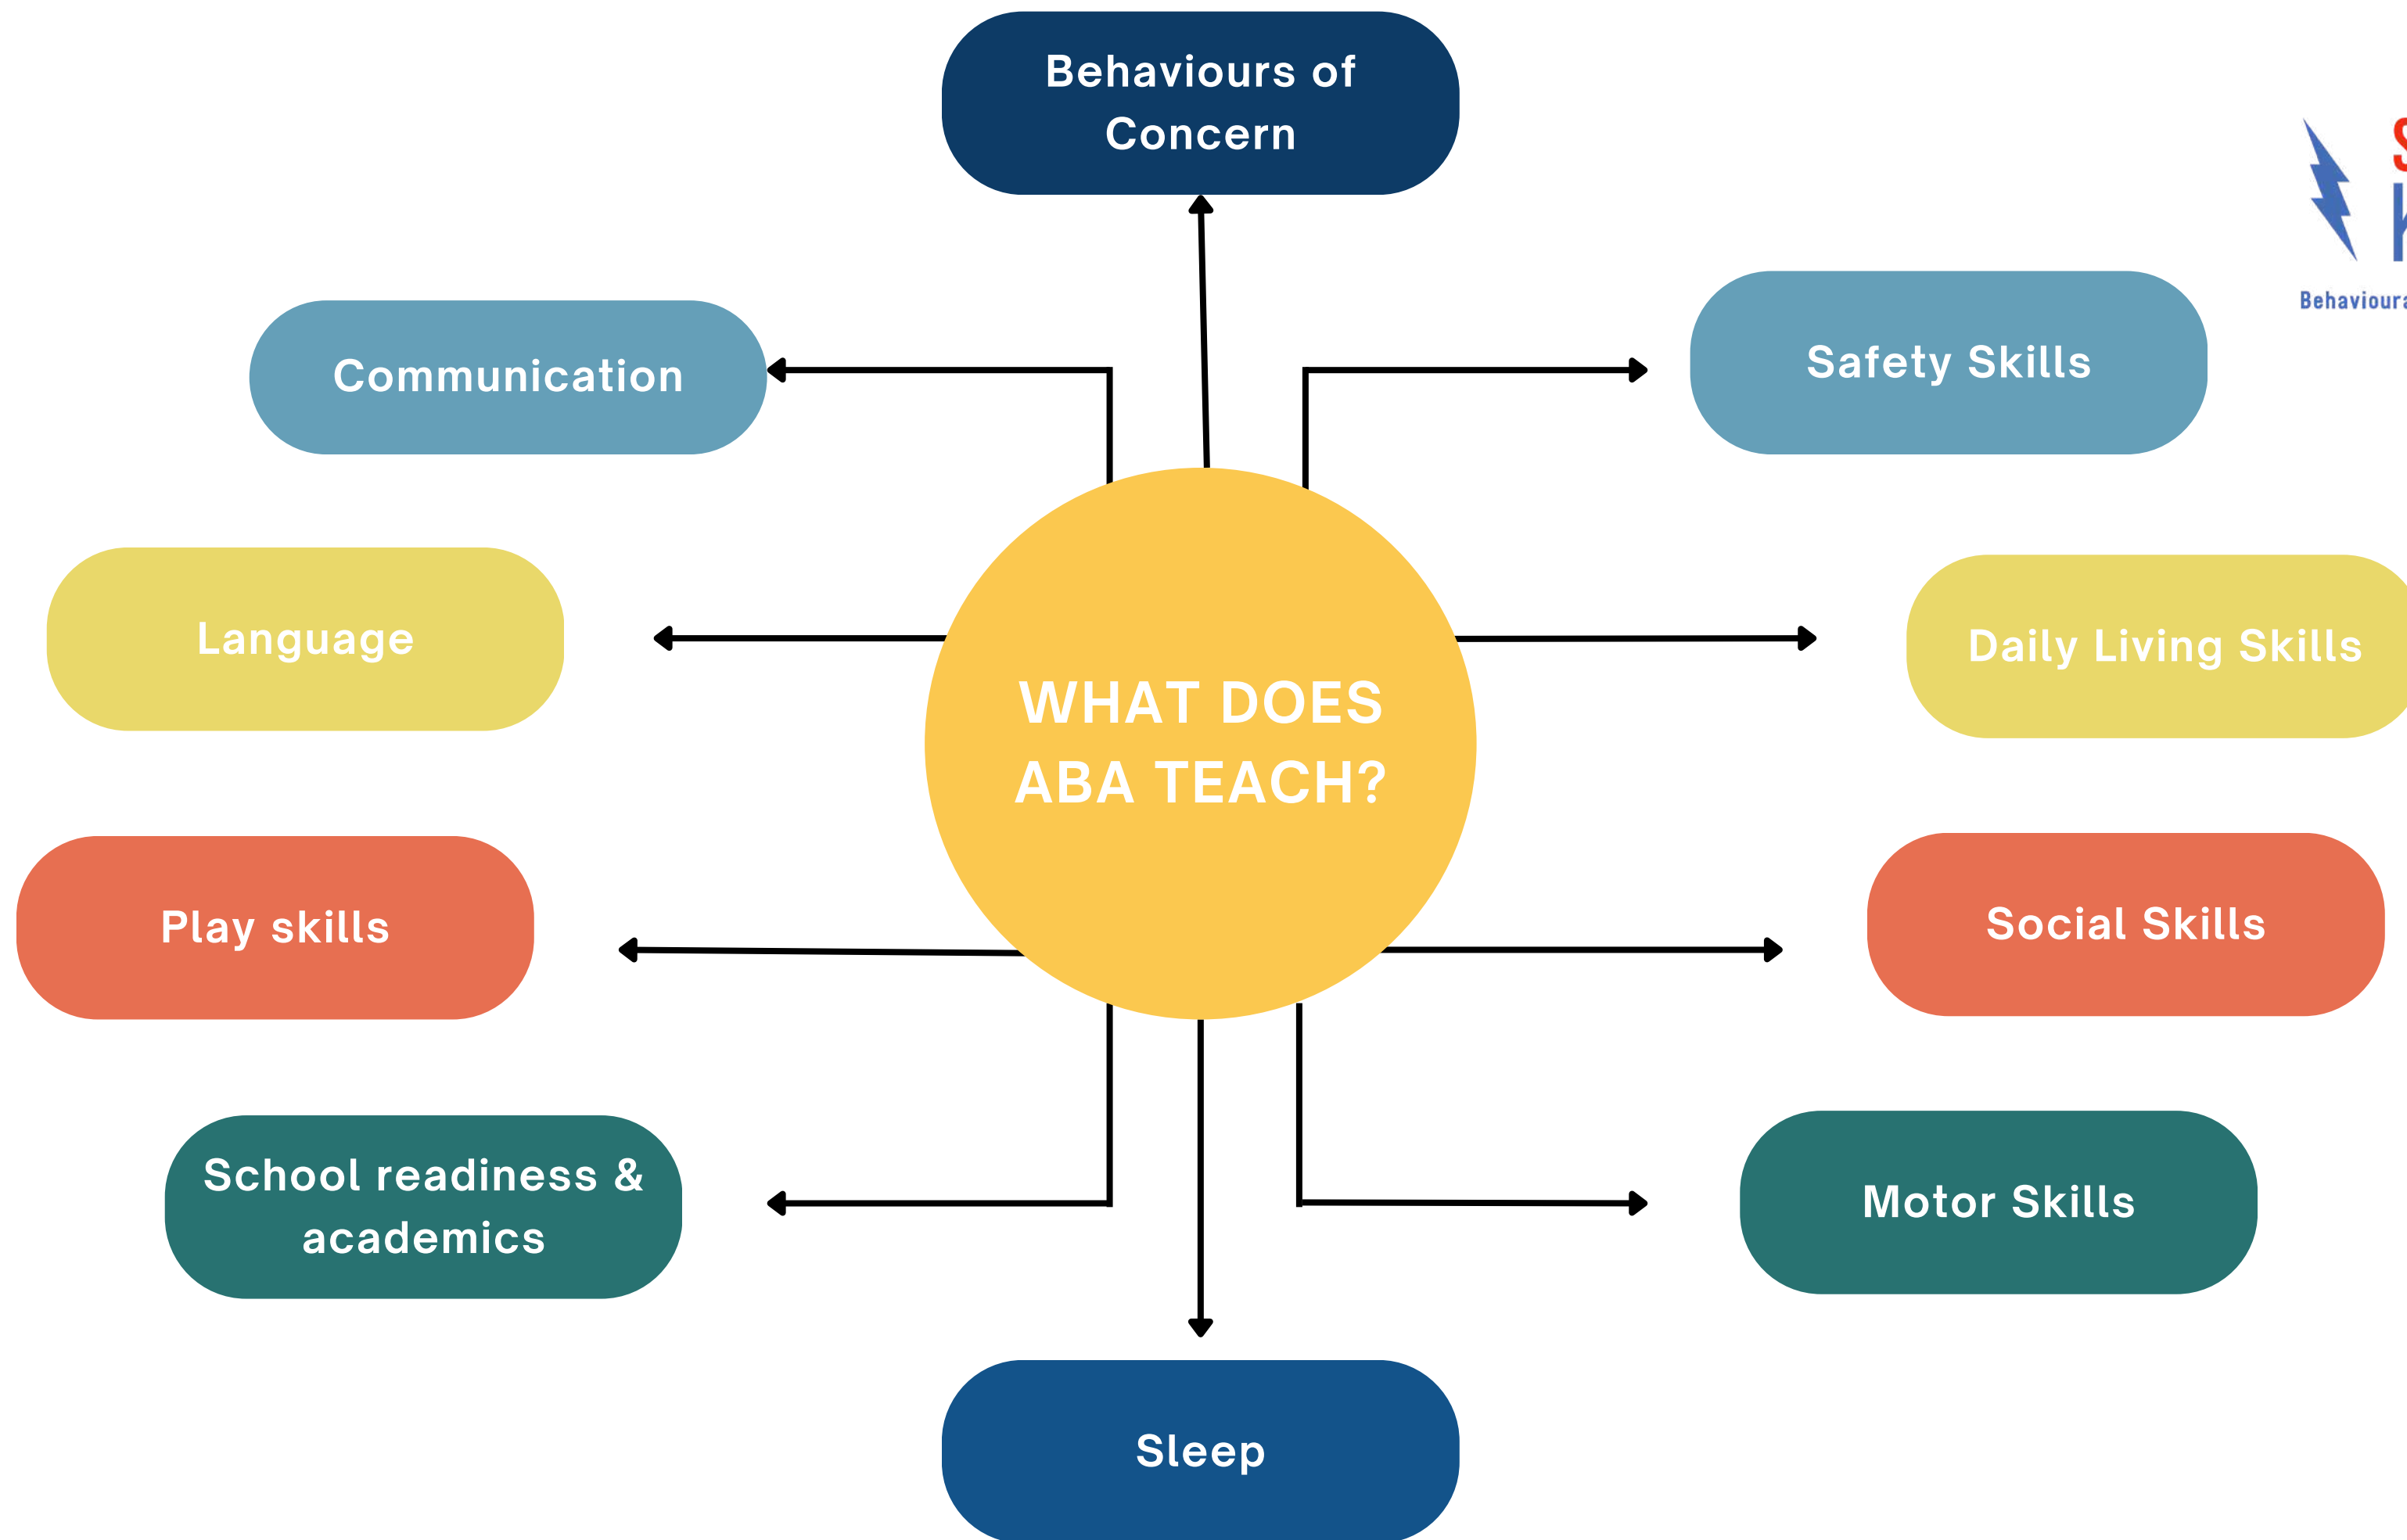 Behaviours of
Concern
Communication
Safety Skills
Language
Daily Living Skills
WHAT DOES
ABA TEACH?
Play skills
Social Skills
School readiness &
academics
Motor Skills
Sleep